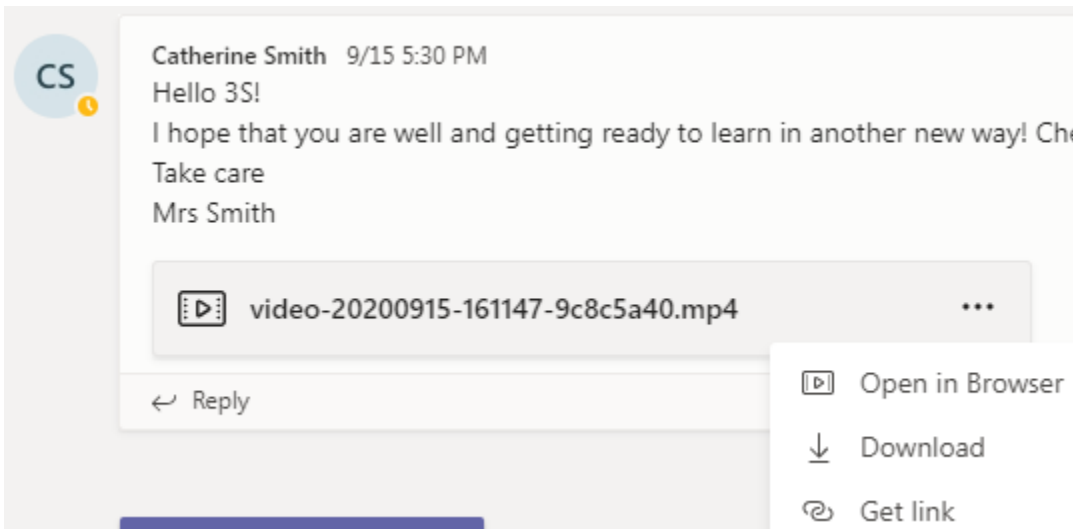 CS
Catherine Smith 9/15 5:30 PM
Hello 3S!
I hope that you are well and getting ready to learn in another new way!
Take care
Mrs Smith
video-20200915-161147-9c8c5a40.mp4
Open in Browser
Reply
Download
Get link